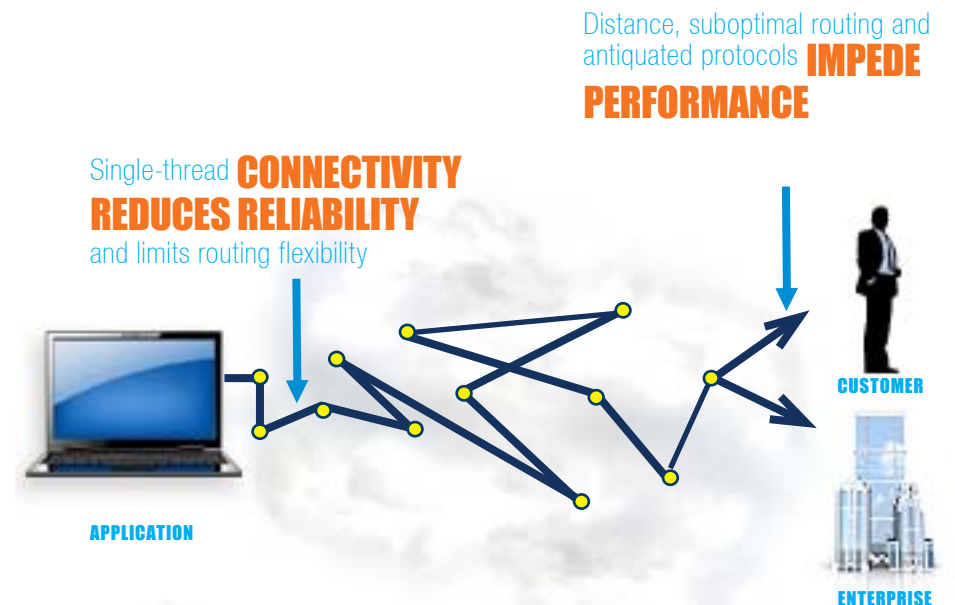 Distance, suboptimal routing and
antiquated protocols IMPEDE
PERFORMANCE
Single-thread CONNECTIVITY
REDUCES RELIABILITY
and limits routing flexibility
CUSTOMER
APPLICATION
ENTERPRISE